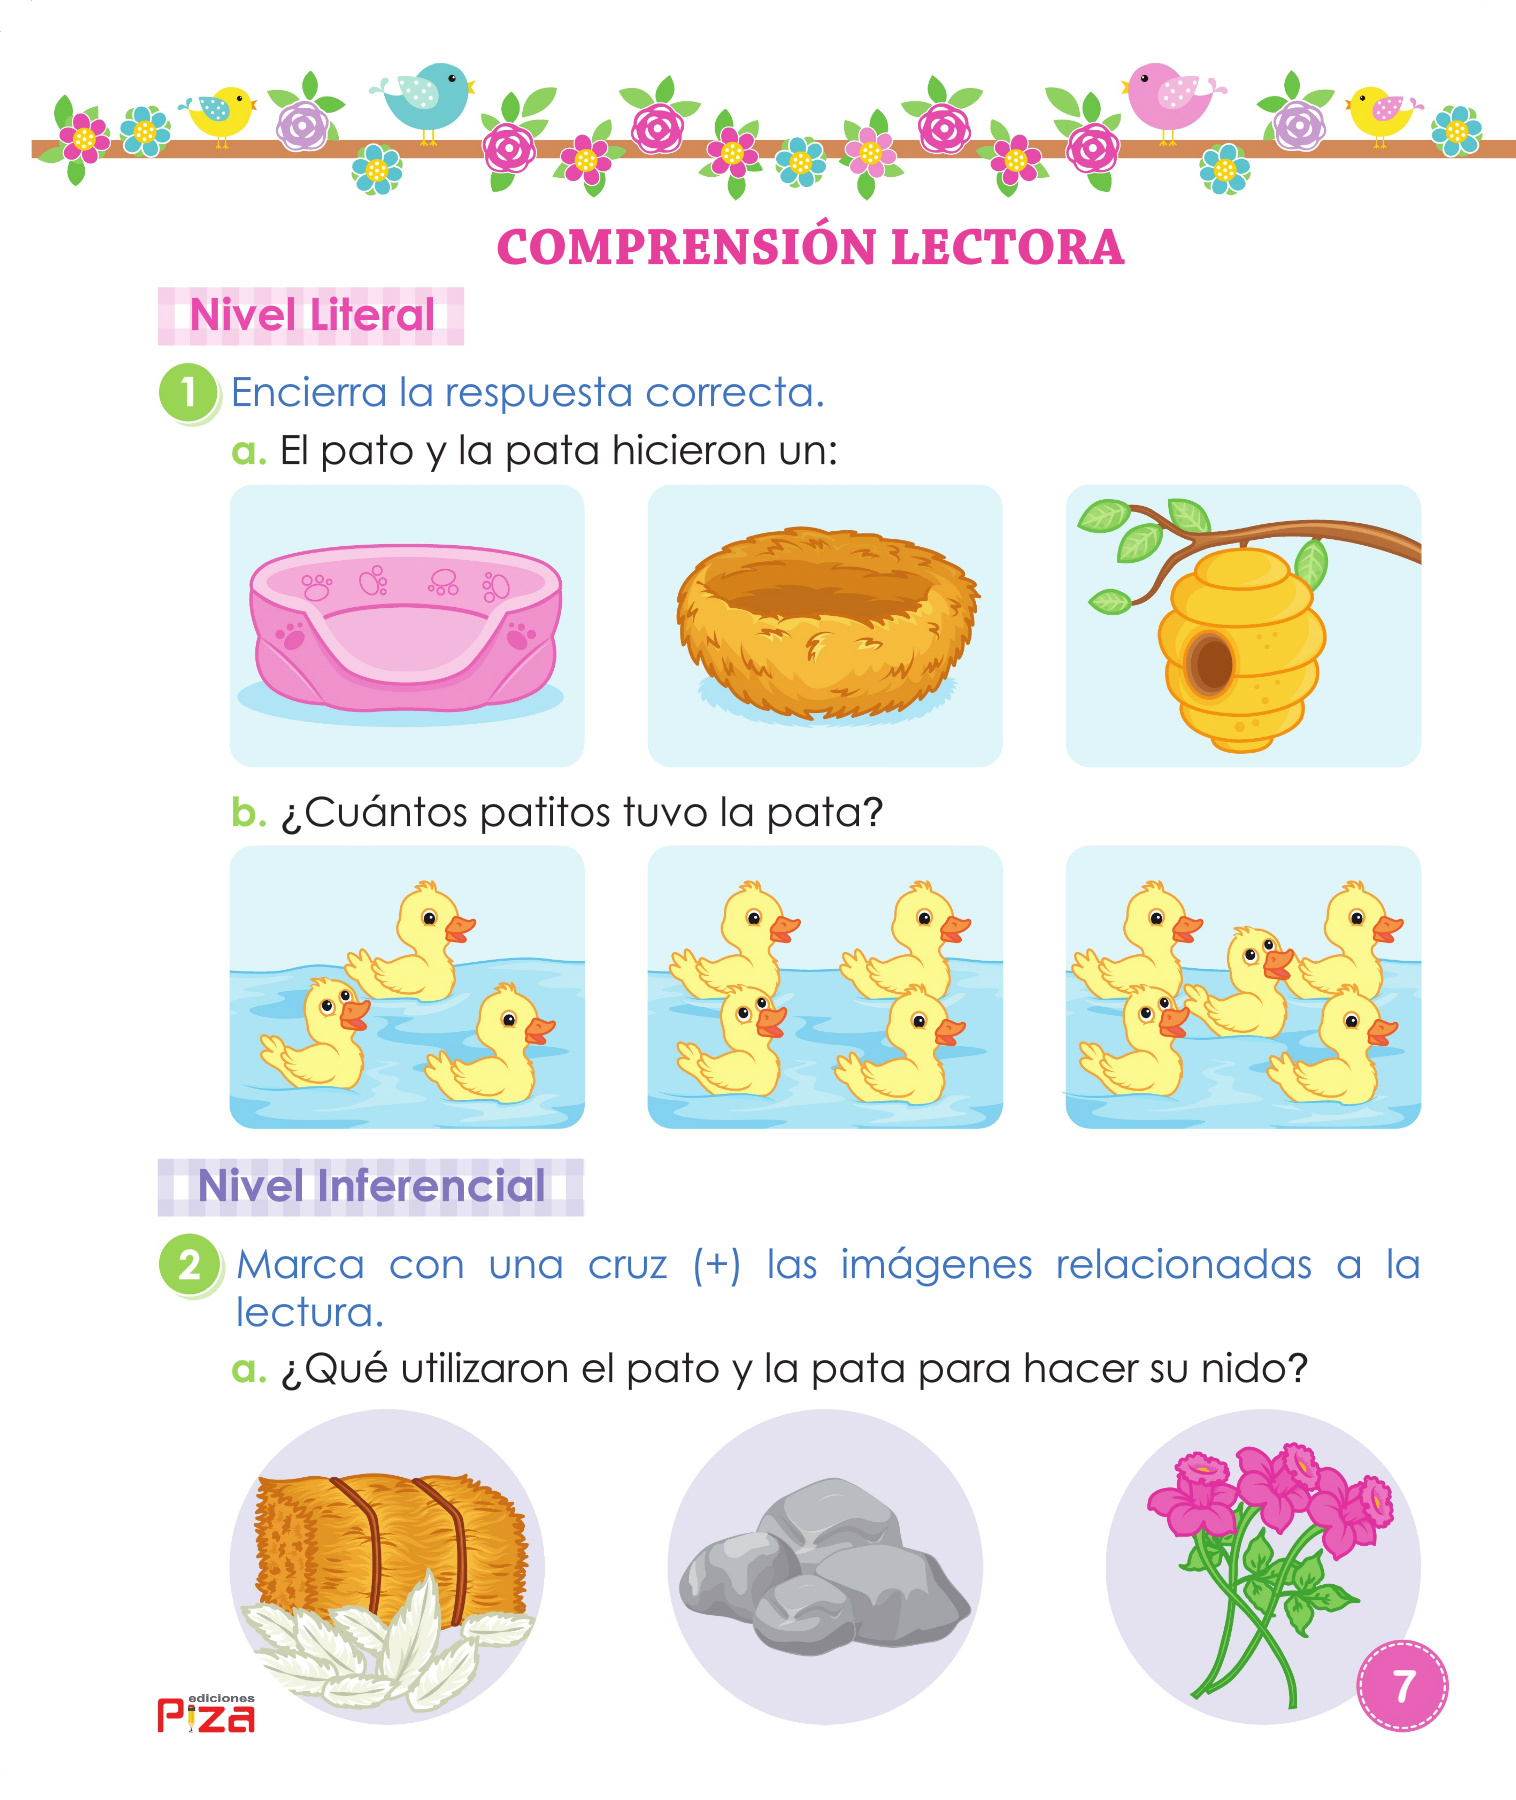 COMPRENSIÓN LECTORA
Nivel Literal
1 Encierra la respuesta correcta.
a. El pato y la pata hicieron un:
b. ¿Cuántos patitos tuvo la pata?
Nivel Inferencial
2 Marca con una cruz (+) las imágenes relacionadas a la
lectura.
a. ¿Qué utilizaron el pato y la pata para hacer su nido?
ediciones
Piza
7